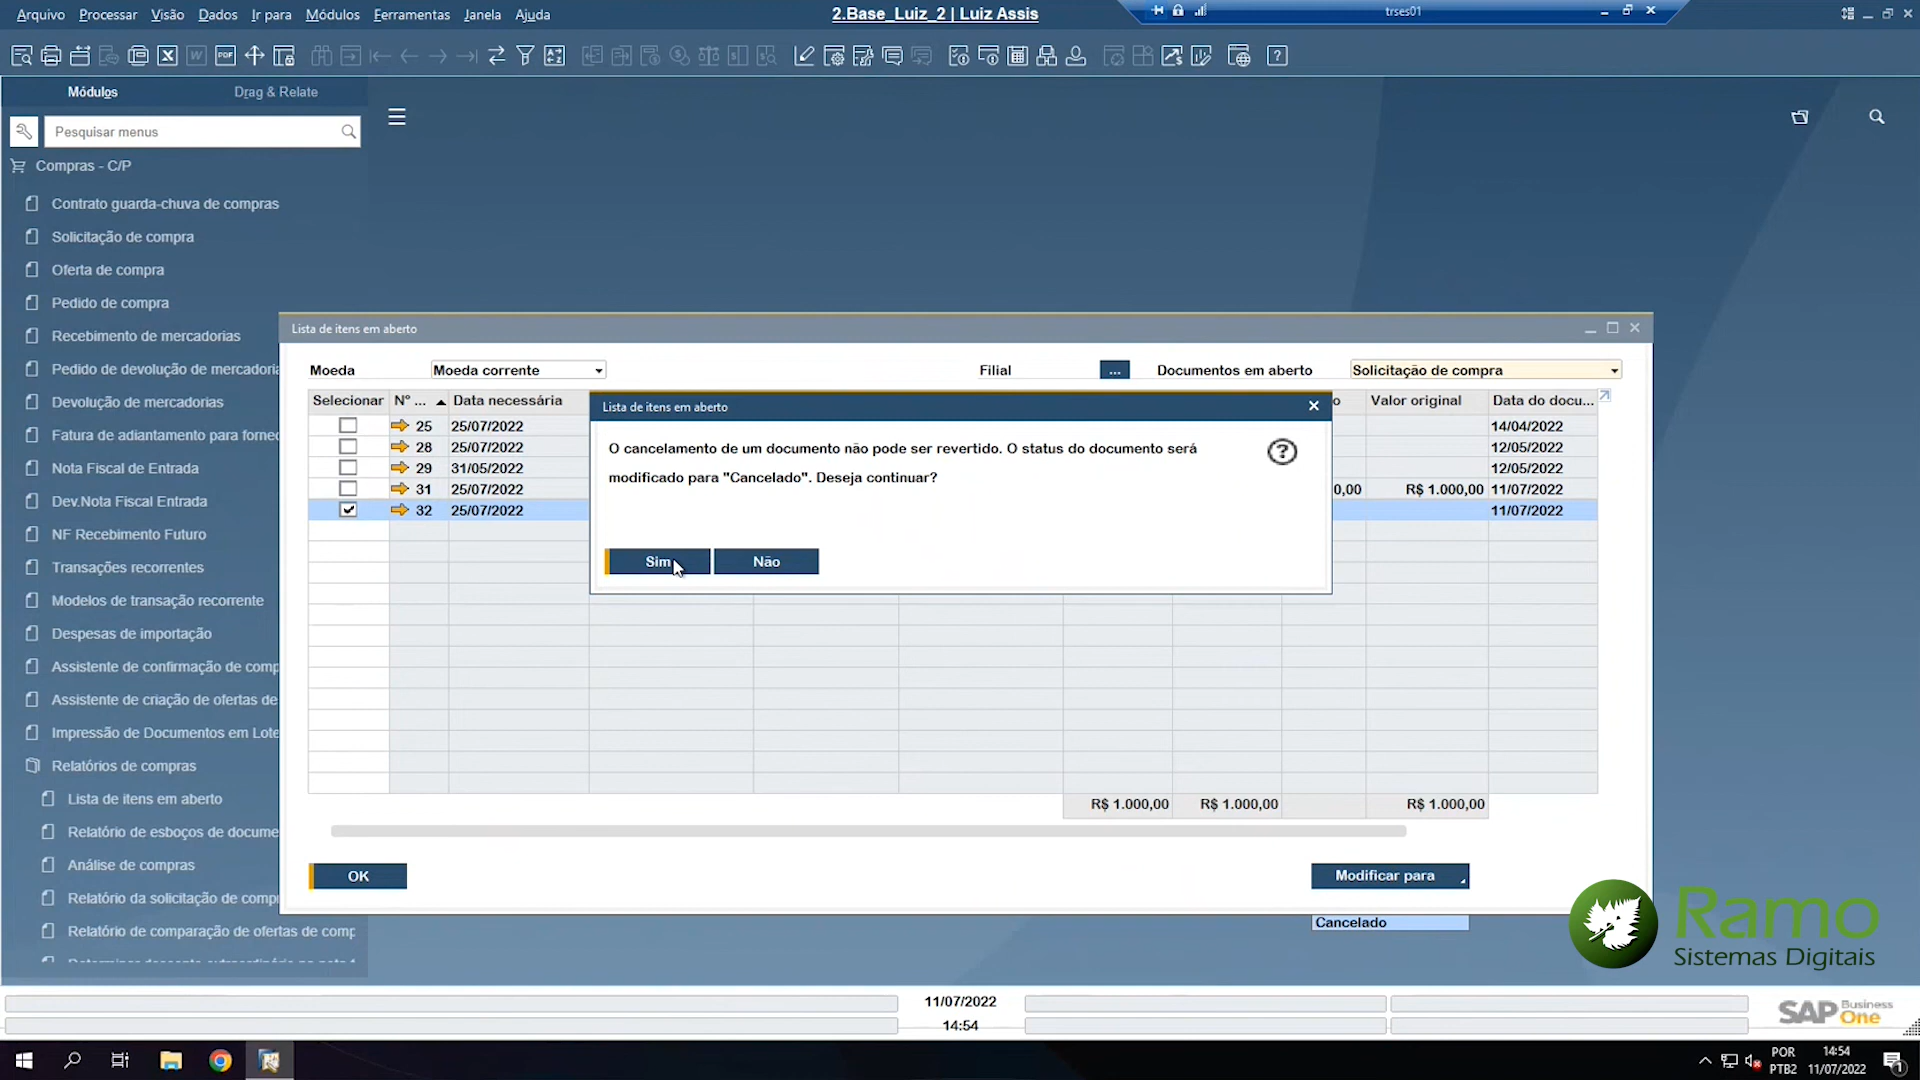 Arquivo Processar Visão Dados Ir para Módulos Ferramentas Janela Ajuda
2.Base_Luiz_2 | Luiz Assis
trses01
Módulos Drag & Relate
Pesquisar menus
Compras - C/P
Contrato guarda-chuva de compras
Solicitação de compra
Oferta de compra
Pedido de compra
Recebimento de mercadorias
Pedido de devolução de mercadoria
Devolução de mercadorias
Fatura de adiantamento para fornec
Nota Fiscal de Entrada
Dev.Nota Fiscal Entrada
NF Recebimento Futuro
Transações recorrentes
Modelos de transação recorrente
Despesas de importação
Assistente de confirmação de comp
Assistente de criação de ofertas de
Impressão de Documentos em Lote
Relatórios de compras
Lista de itens em aberto
Relatório de esboços de docume
Análise de compras
Relatório da solicitação de compr
Relatório de comparação de ofertas de comp
Lista de itens em aberto
Moeda Moeda corrente Filial ... Documentos em aberto Solicitação de compra
Selecionar Nº ... Data necessária o Valor original Data do docu...
25 25/07/2022 14/04/2022
28 25/07/2022 12/05/2022
29 31/05/2022 12/05/2022
31 25/07/2022 0,00 R$ 1.000,00 11/07/2022
32 25/07/2022 11/07/2022
R$ 1.000,00 R$ 1.000,00 R$ 1.000,00
OK Modificar para
Cancelado
Lista de itens em aberto
O cancelamento de um documento não pode ser revertido. O status do documento será
modificado para "Cancelado". Deseja continuar?
Sim Não
Ramo
Sistemas Digitais
11/07/2022
14:54
SAP Business One
POR
PTB2
14:54
11/07/2022
1